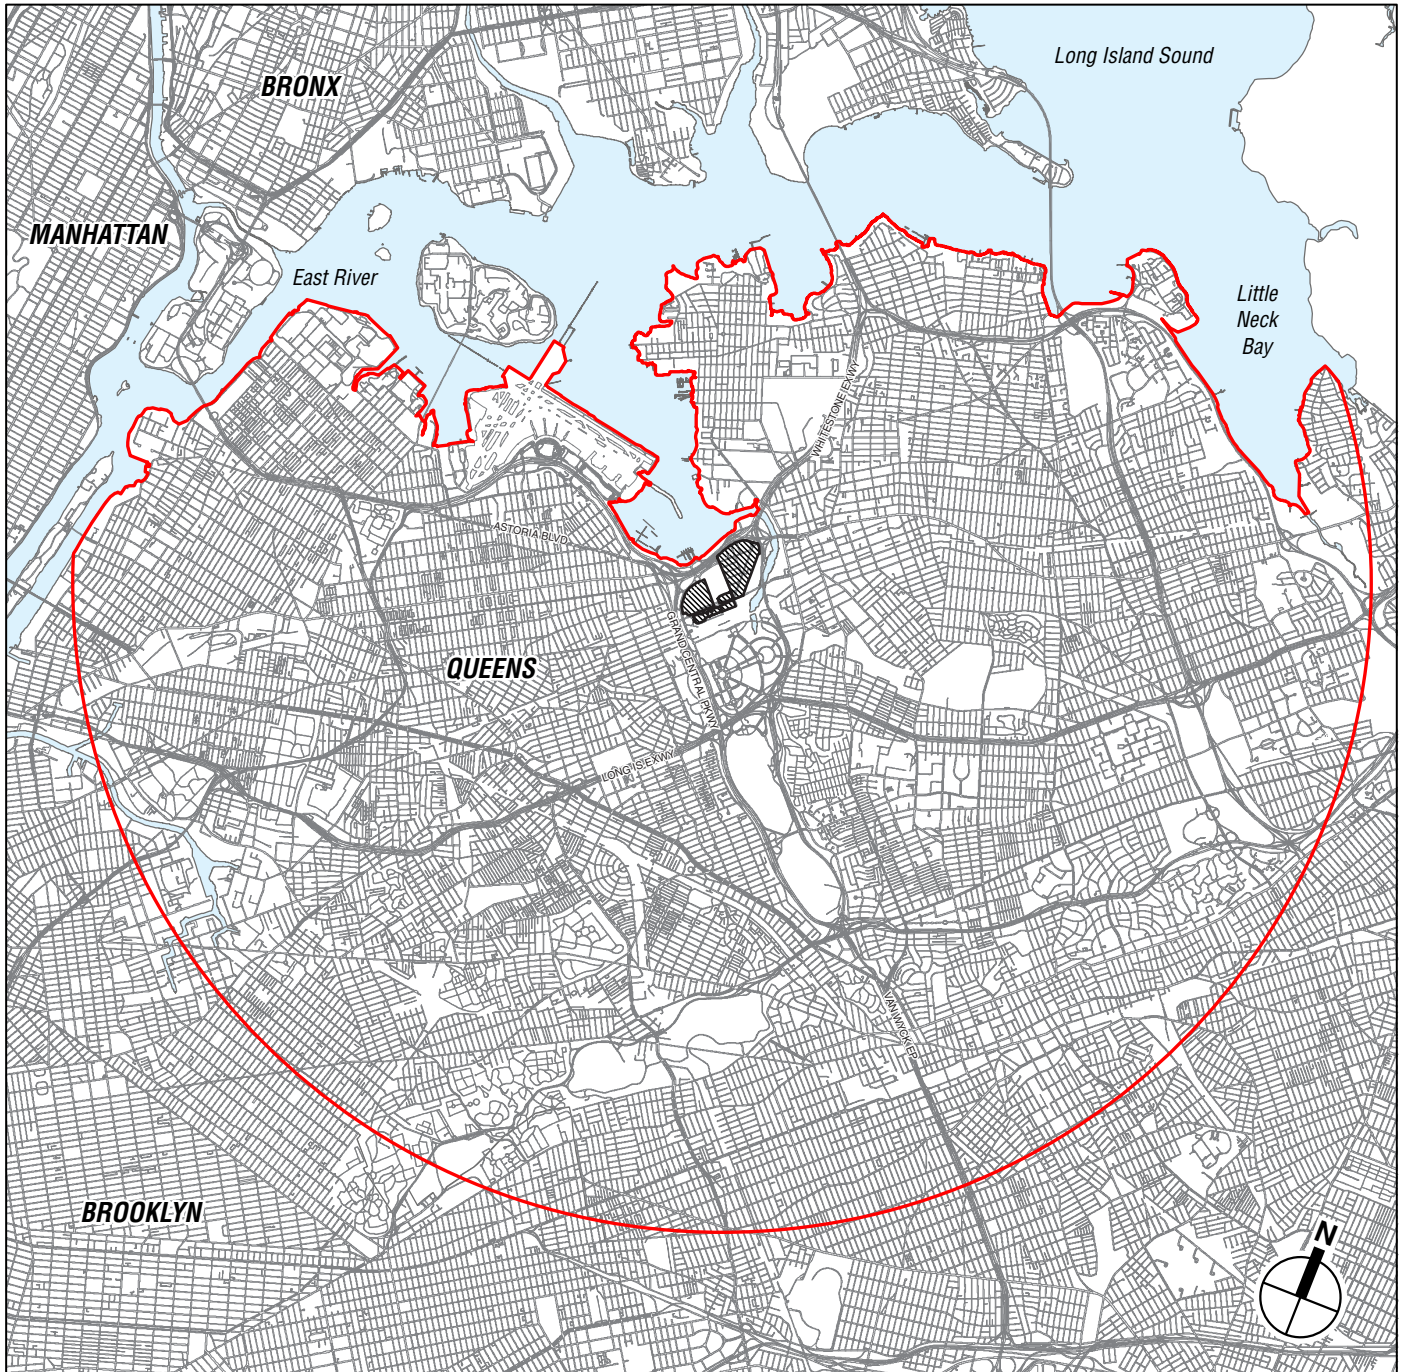 Long Island Sound
BRONX
MANHATTAN
East River
Little
Neck
Bay
WHITESTONE EXWY
ASTORIA BLVD
GRAND CENTRAL PKWY
QUEENS
LONG IS EXWY
VAN WYCK EP
BROOKLYN
N